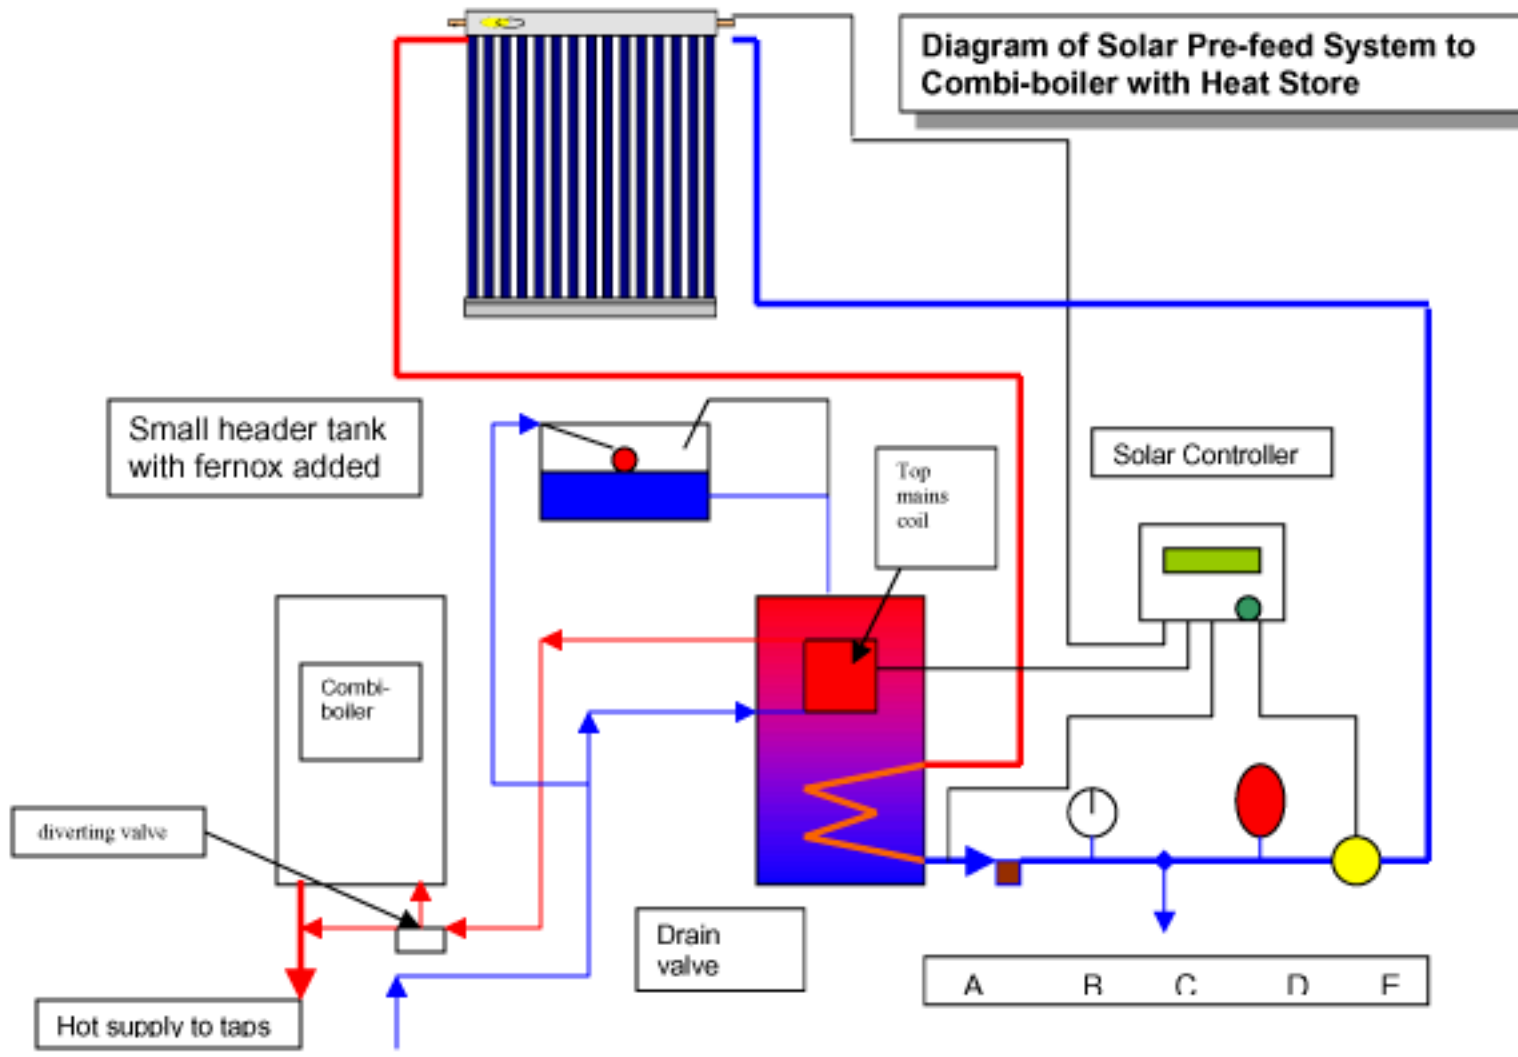 Diagram of Solar Pre-feed System to
Combi-boiler with Heat Store
Small header tank
with fernox added
Top
mains
coil
Solar Controller
Combi-
boiler
diverting valve
Drain
valve
A B C D E
Hot supply to taps